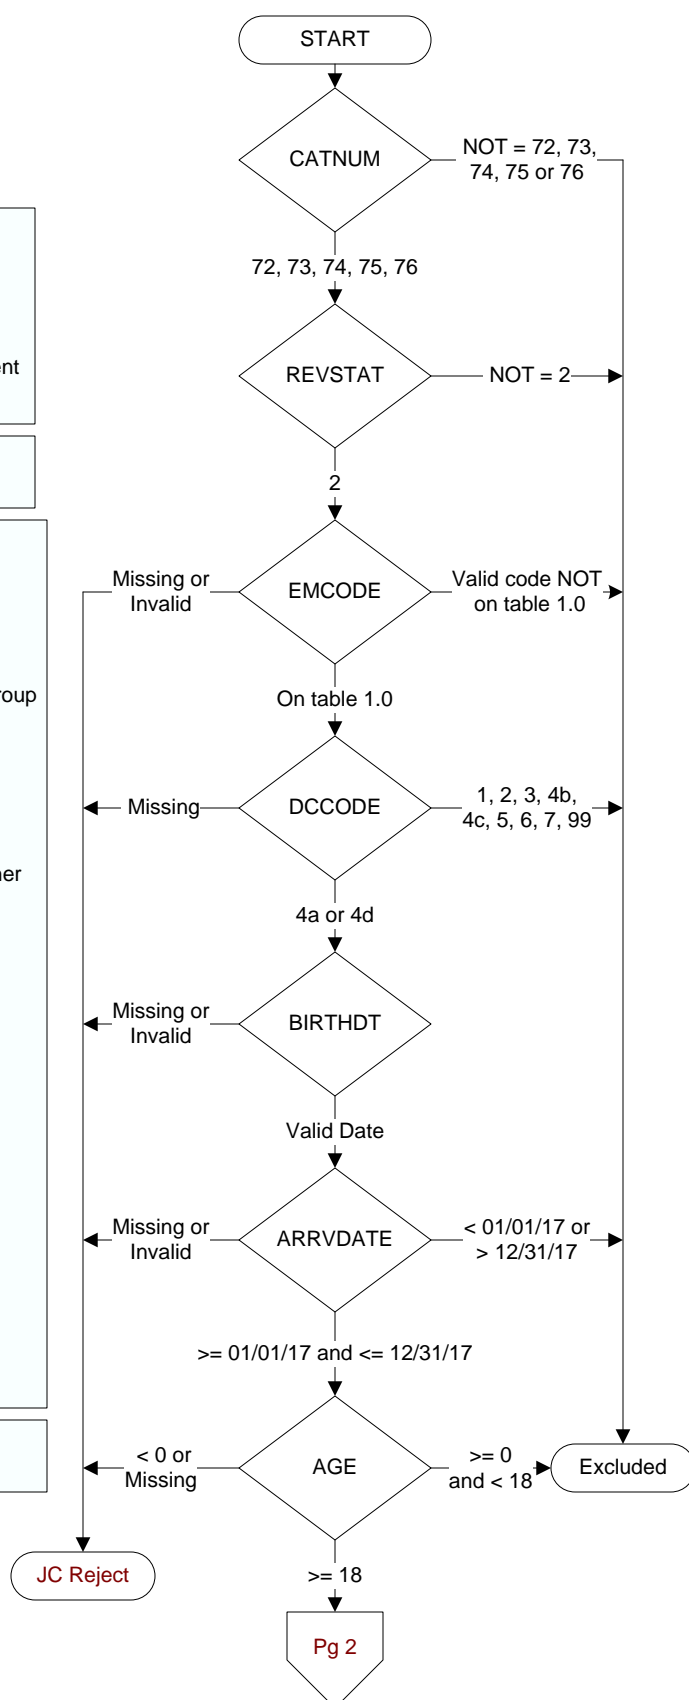 START
CATNUM
NOT = 72, 73,
74, 75 or 76
72, 73, 74, 75, 76
REVSTAT
NOT = 2
2
Missing or
Invalid
EMCODE
Valid code NOT
on table 1.0
On table 1.0
Missing
DCCODE
1, 2, 3, 4b,
4c, 5, 6, 7, 99
4a or 4d
Missing or
Invalid
BIRTHDT
Valid Date
Missing or
Invalid
ARRVDATE
< 01/01/17 or
> 12/31/17
>= 01/01/17 and <= 12/31/17
< 0 or
Missing
AGE
>= 0
and < 18
Excluded
JC Reject
>= 18
Pg 2